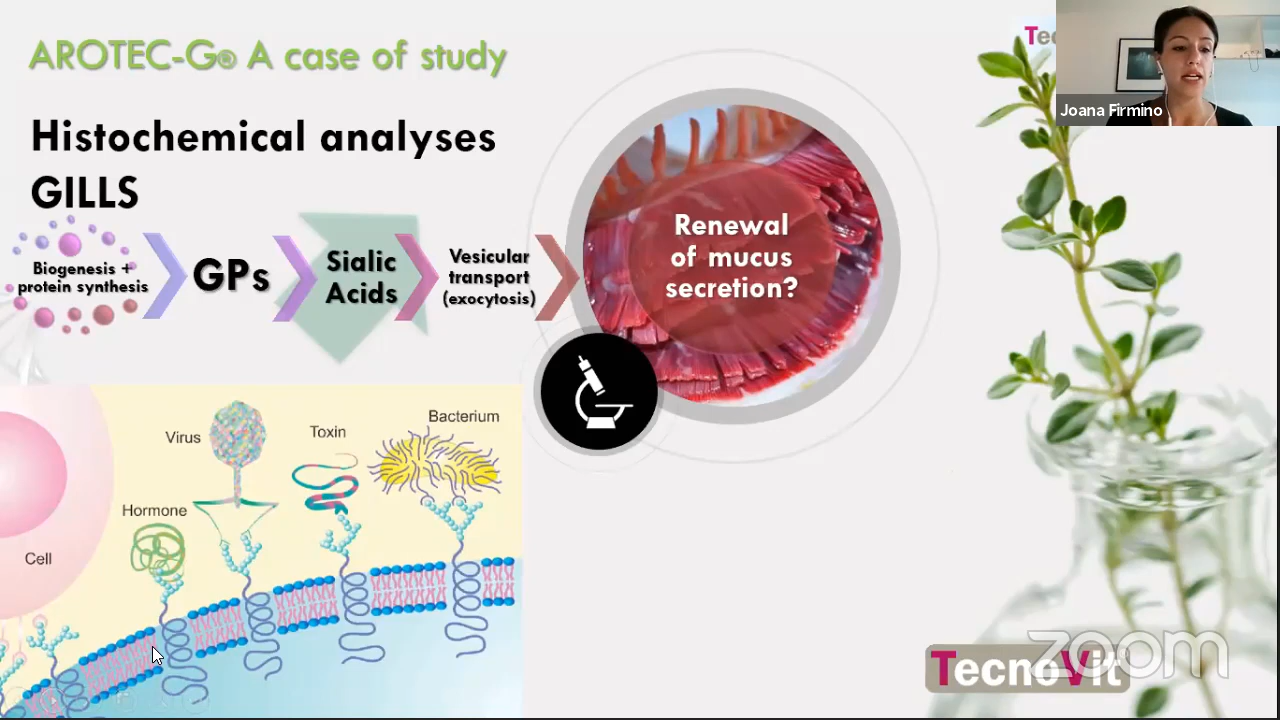 AROTEC-G® A case of study
Tec
Joana Firmino
Histochemical analyses
GILLS
Biogenesis +
protein synthesis
GPs
Sialic
Acids
Vesicular
transport
(exocytosis)
Renewal
of mucus
secretion?
Virus
Toxin
Bacterium
Hormone
Cell
zoom
TecnoVit